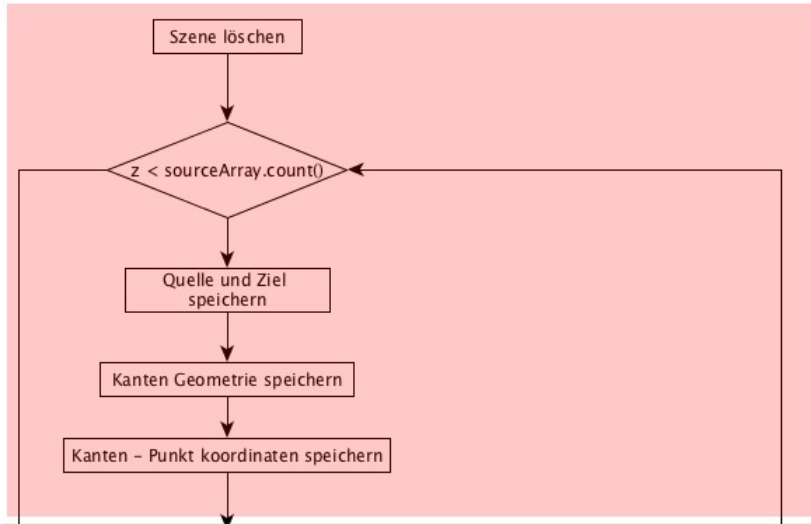 Szene löschen
z < sourceArray.count()
Quelle und Ziel
speichern
Kanten Geometrie speichern
Kanten – Punkt koordinaten speichern